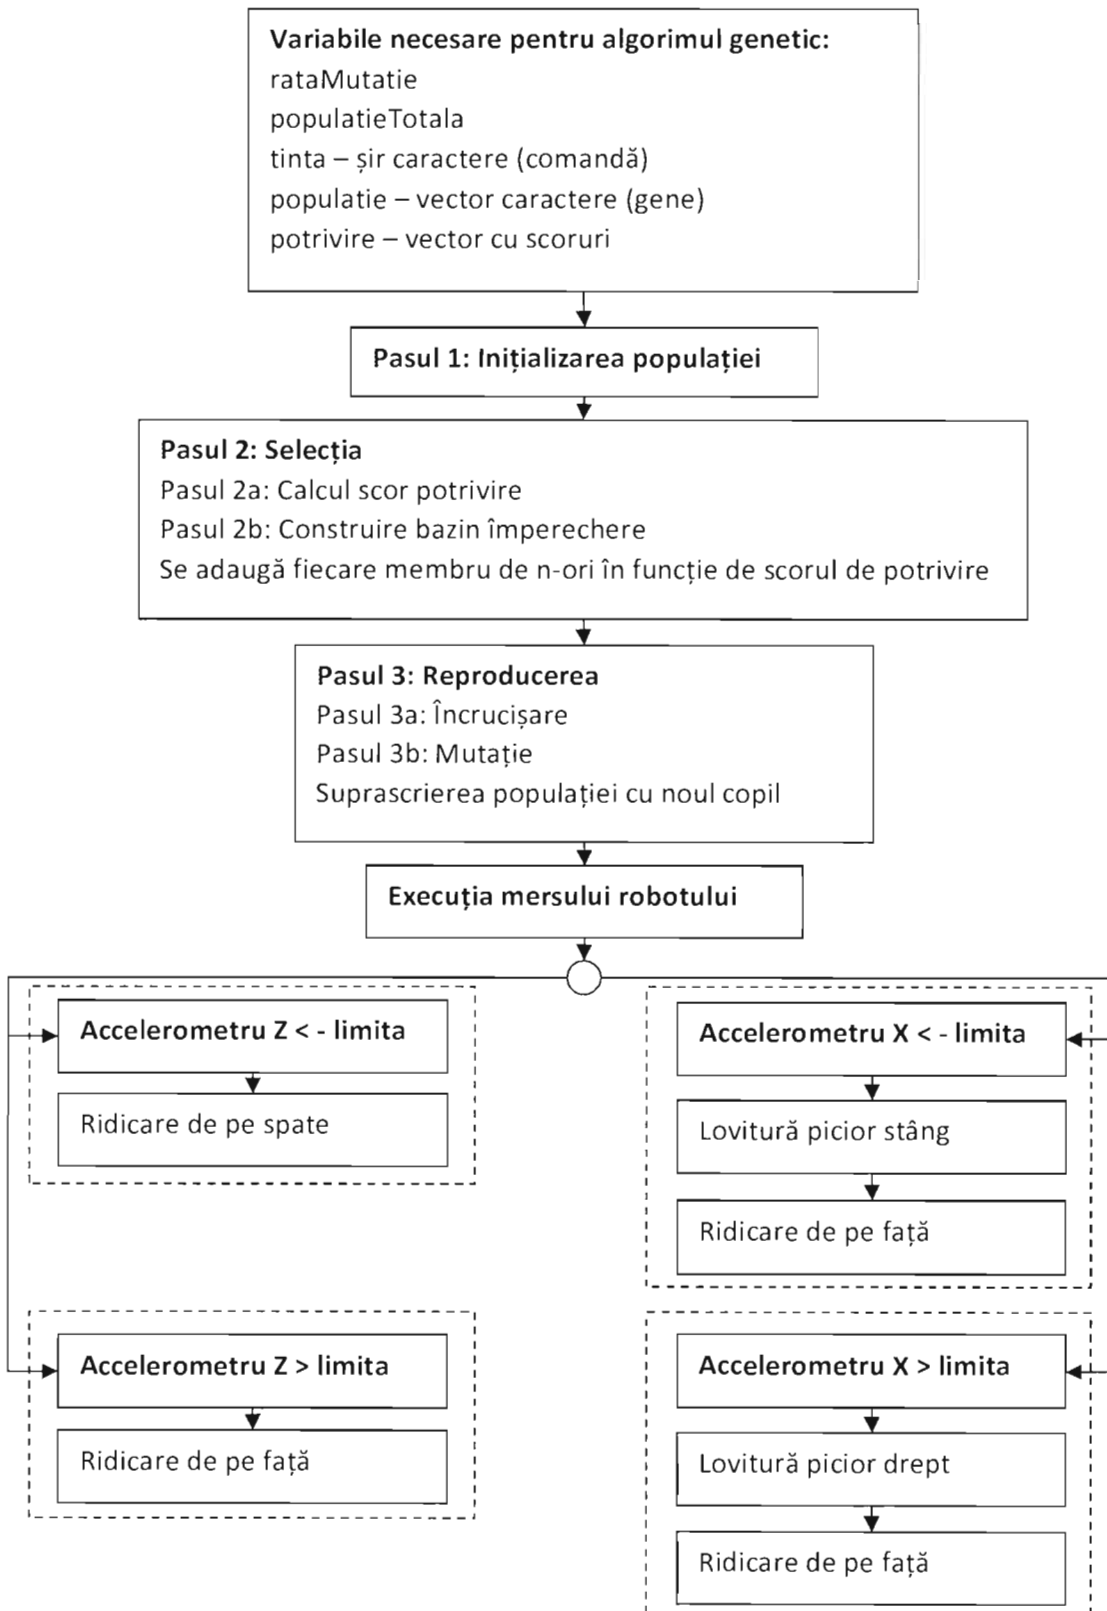 Variabile necesare pentru algorimul genetic:
rataMutatie
populatieTotala
tinta – șir caractere (comandă)
populatie – vector caractere (gene)
potrivire – vector cu scoruri
Pasul 1: Inițializarea populației
Pasul 2: Selecția
Pasul 2a: Calcul scor potrivire
Pasul 2b: Construire bazin împerechere
Se adaugă fiecare membru de n-ori în funcție de scorul de potrivire
Pasul 3: Reproducerea
Pasul 3a: Încrucișare
Pasul 3b: Mutație
Suprascrierea populației cu noul copil
Execuția mersului robotului
Accelerometru Z < - limita
Ridicare de pe spate
Accelerometru Z > limita
Ridicare de pe față
Accelerometru X < - limita
Lovitură picior stâng
Ridicare de pe față
Accelerometru X > limita
Lovitură picior drept
Ridicare de pe față